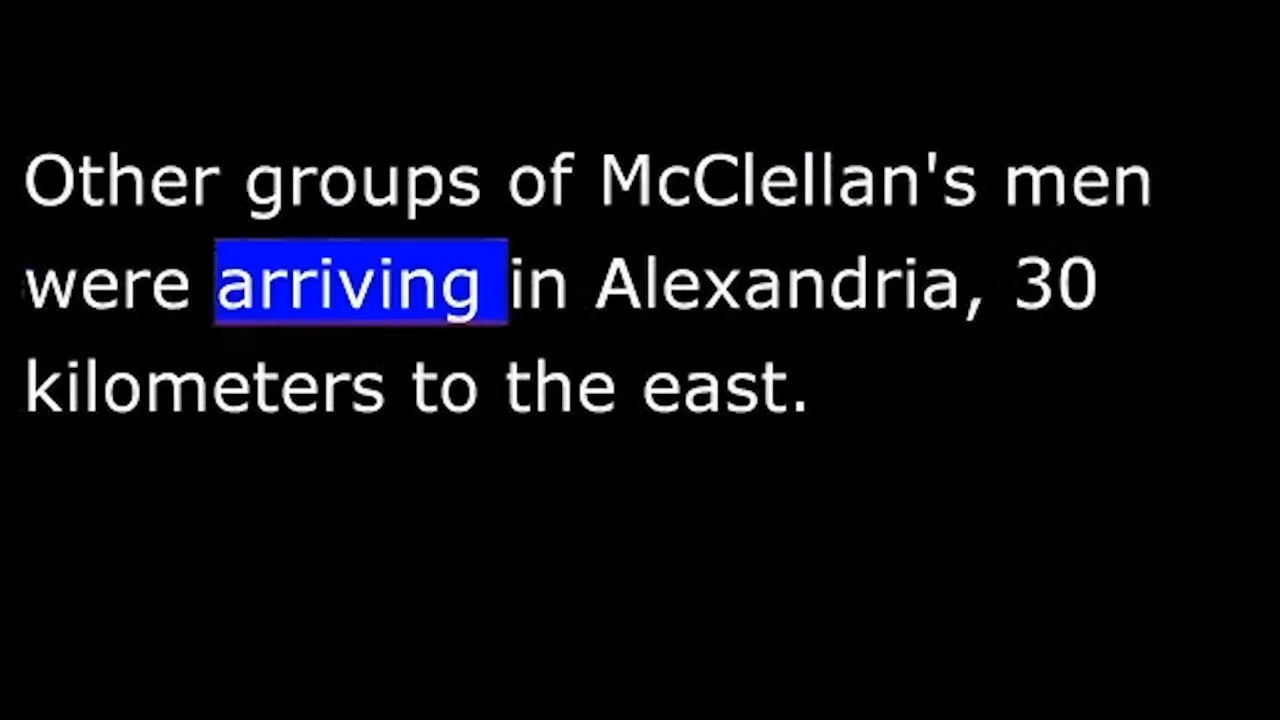 Other groups of McClellan's men
were arriving in Alexandria, 30
kilometers to the east.